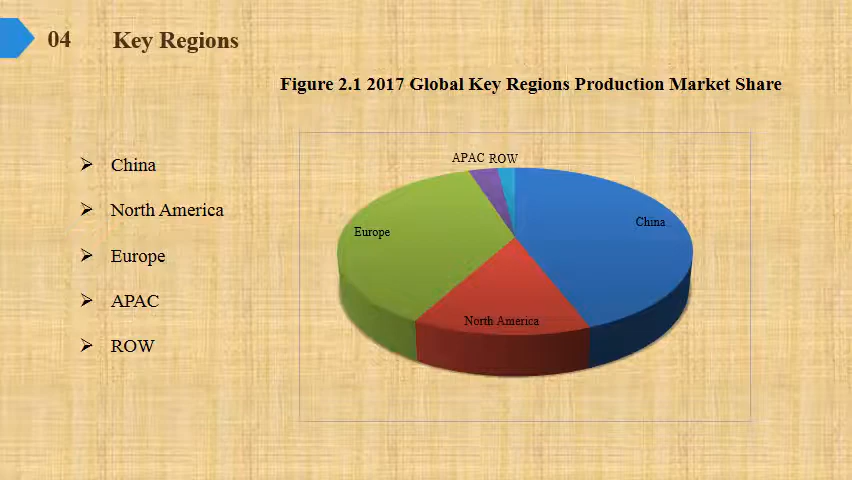 04 Key Regions
Figure 2.1 2017 Global Key Regions Production Market Share
China
North America
Europe
APAC
ROW
APAC ROW
China
Europe
North America